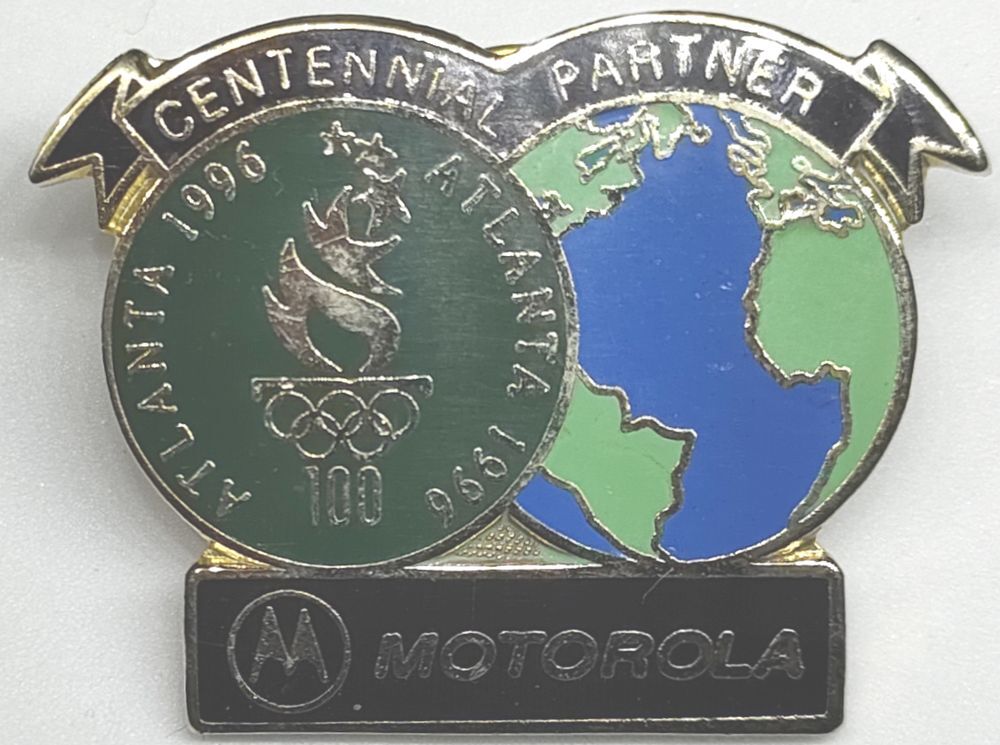 CENTENNIAL PARTNER
ATLANTA 1996
ATLANTA 1996
100
MOTOROLA